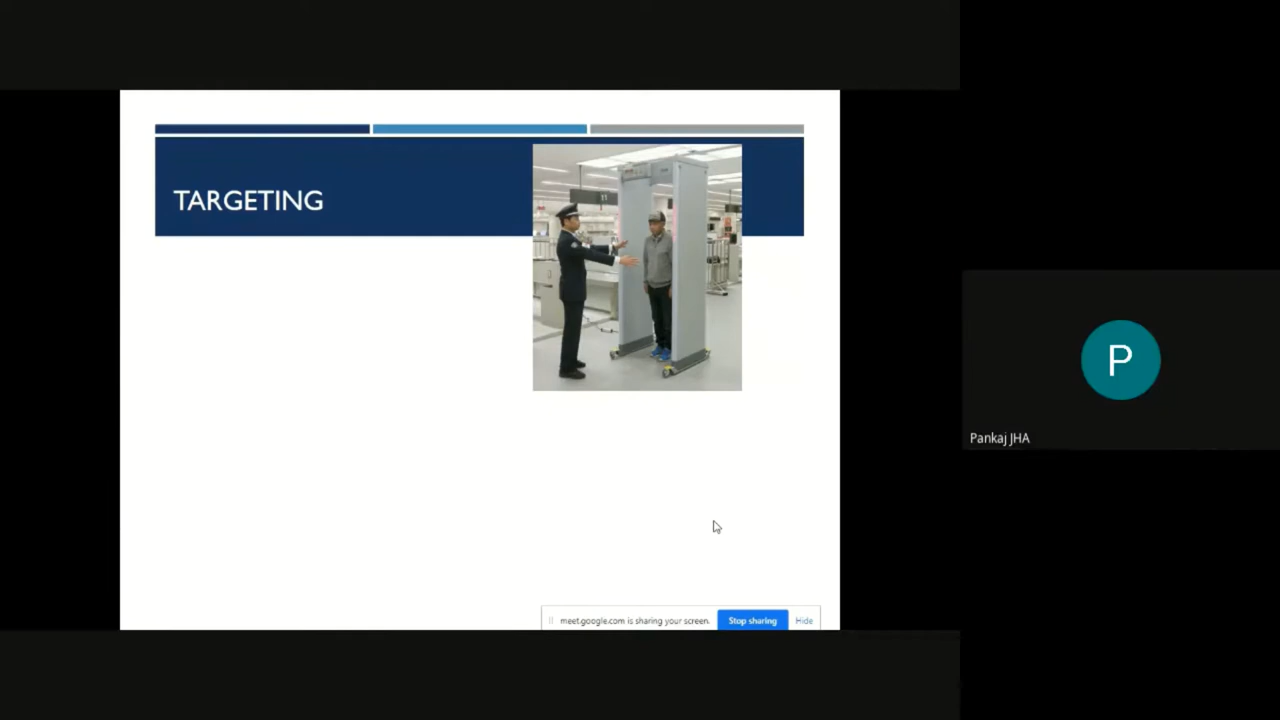 TARGETING
P
Pankaj JHA
meet.google.com is sharing your screen.
Stop sharing
Hide